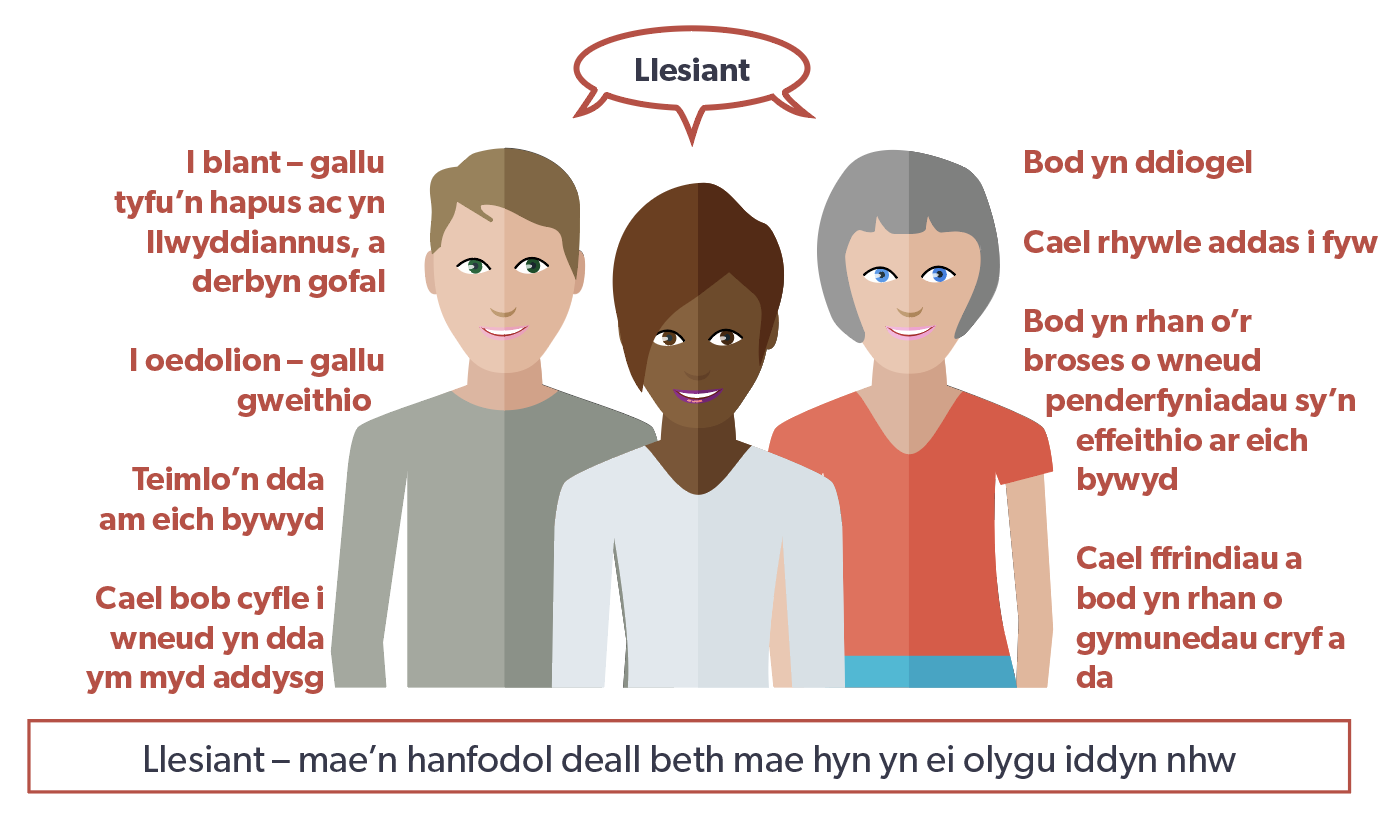 Llesiant
I blant – gallu
tyfu’n hapus ac yn
llwyddiannus, a
derbyn gofal
I oedolion – gallu
gweithio
Teimlo’n dda
am eich bywyd
Cael bob cyfle i
wneud yn dda
ym myd addysg
Bod yn ddiogel
Cael rhywle addas i fyw
Bod yn rhan o’r
broses o wneud
penderfyniadau sy’n
effeithio ar eich
bywyd
Cael ffrindiau a
bod yn rhan o
gymunedau cryf a
da
Llesiant – mae’n hanfodol deall beth mae hyn yn ei olygu iddyn nhw